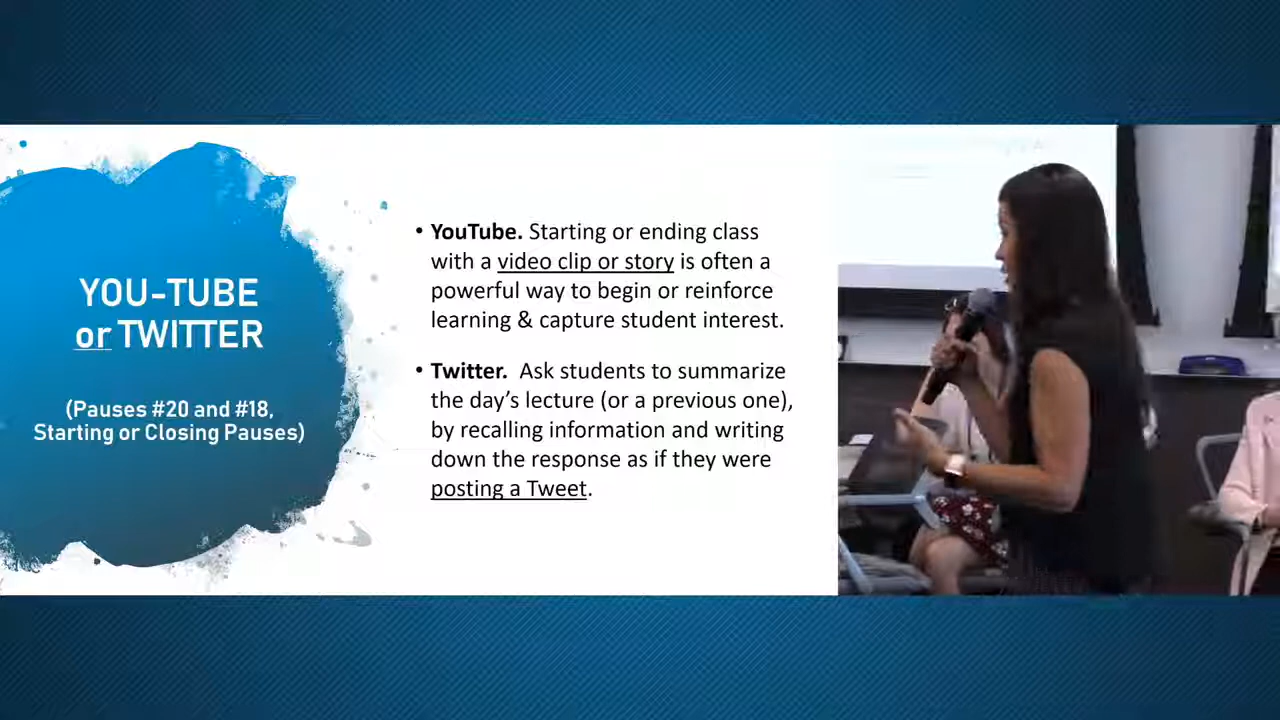 YOU-TUBE
or TWITTER
(Pauses #20 and #18,
Starting or Closing Pauses)
• YouTube. Starting or ending class
with a video clip or story is often a
powerful way to begin or reinforce
learning & capture student interest.
• Twitter.  Ask students to summarize
the day’s lecture (or a previous one),
by recalling information and writing
down the response as if they were
posting a Tweet.